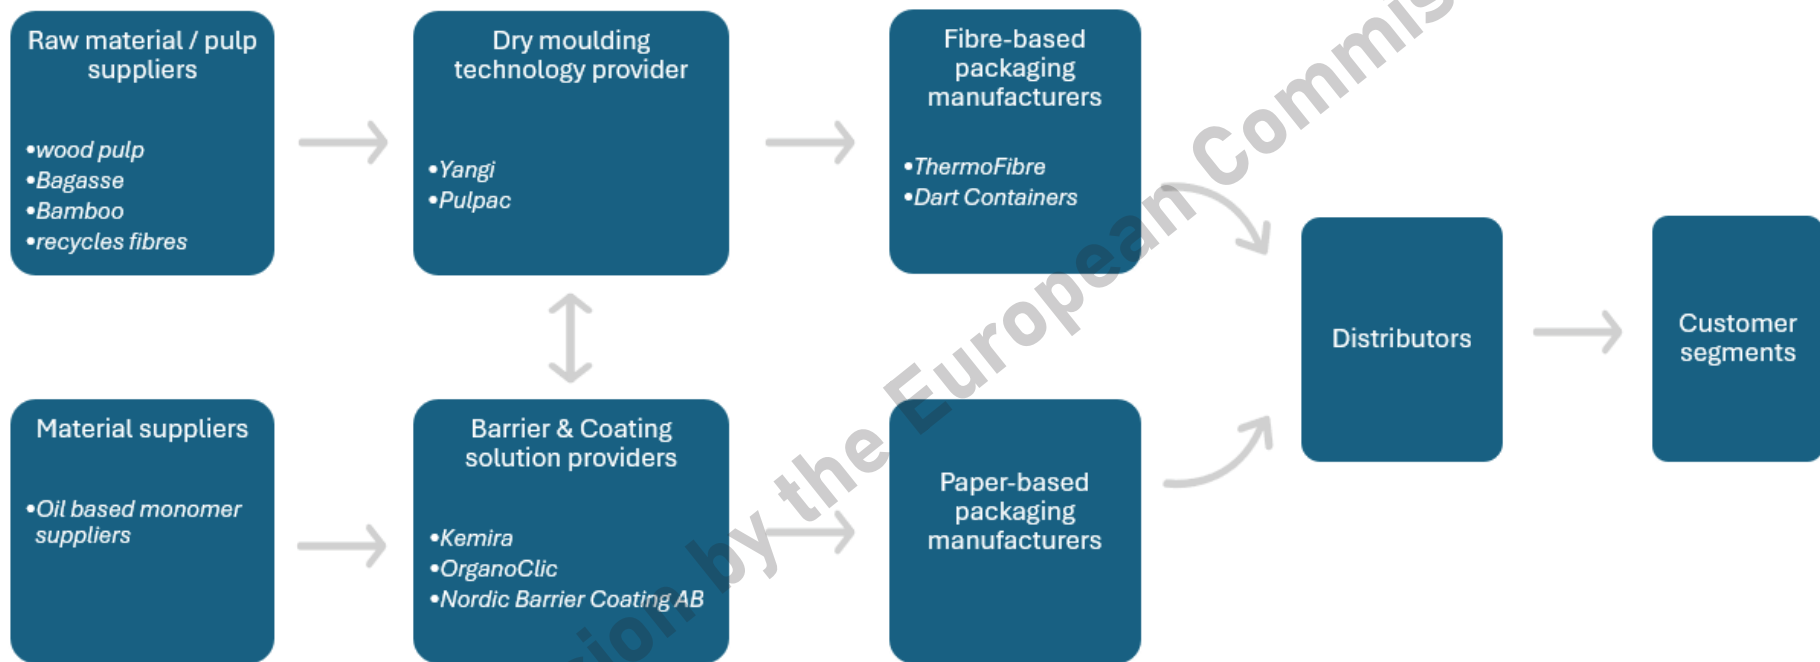 Raw material / pulp
suppliers
•wood pulp
•Bagasse
•Bamboo
•recycles fibres
Dry moulding
technology provider
•Yangi
•Pulpac
Fibre-based
packaging
manufacturers
•ThermoFibre
•Dart Containers
Material suppliers
•Oil based monomer
suppliers
Barrier & Coating
solution providers
•Kemira
•OrganoClic
•Nordic Barrier Coating AB
Paper-based
packaging
manufacturers
Distributors
Customer
segments
by the European